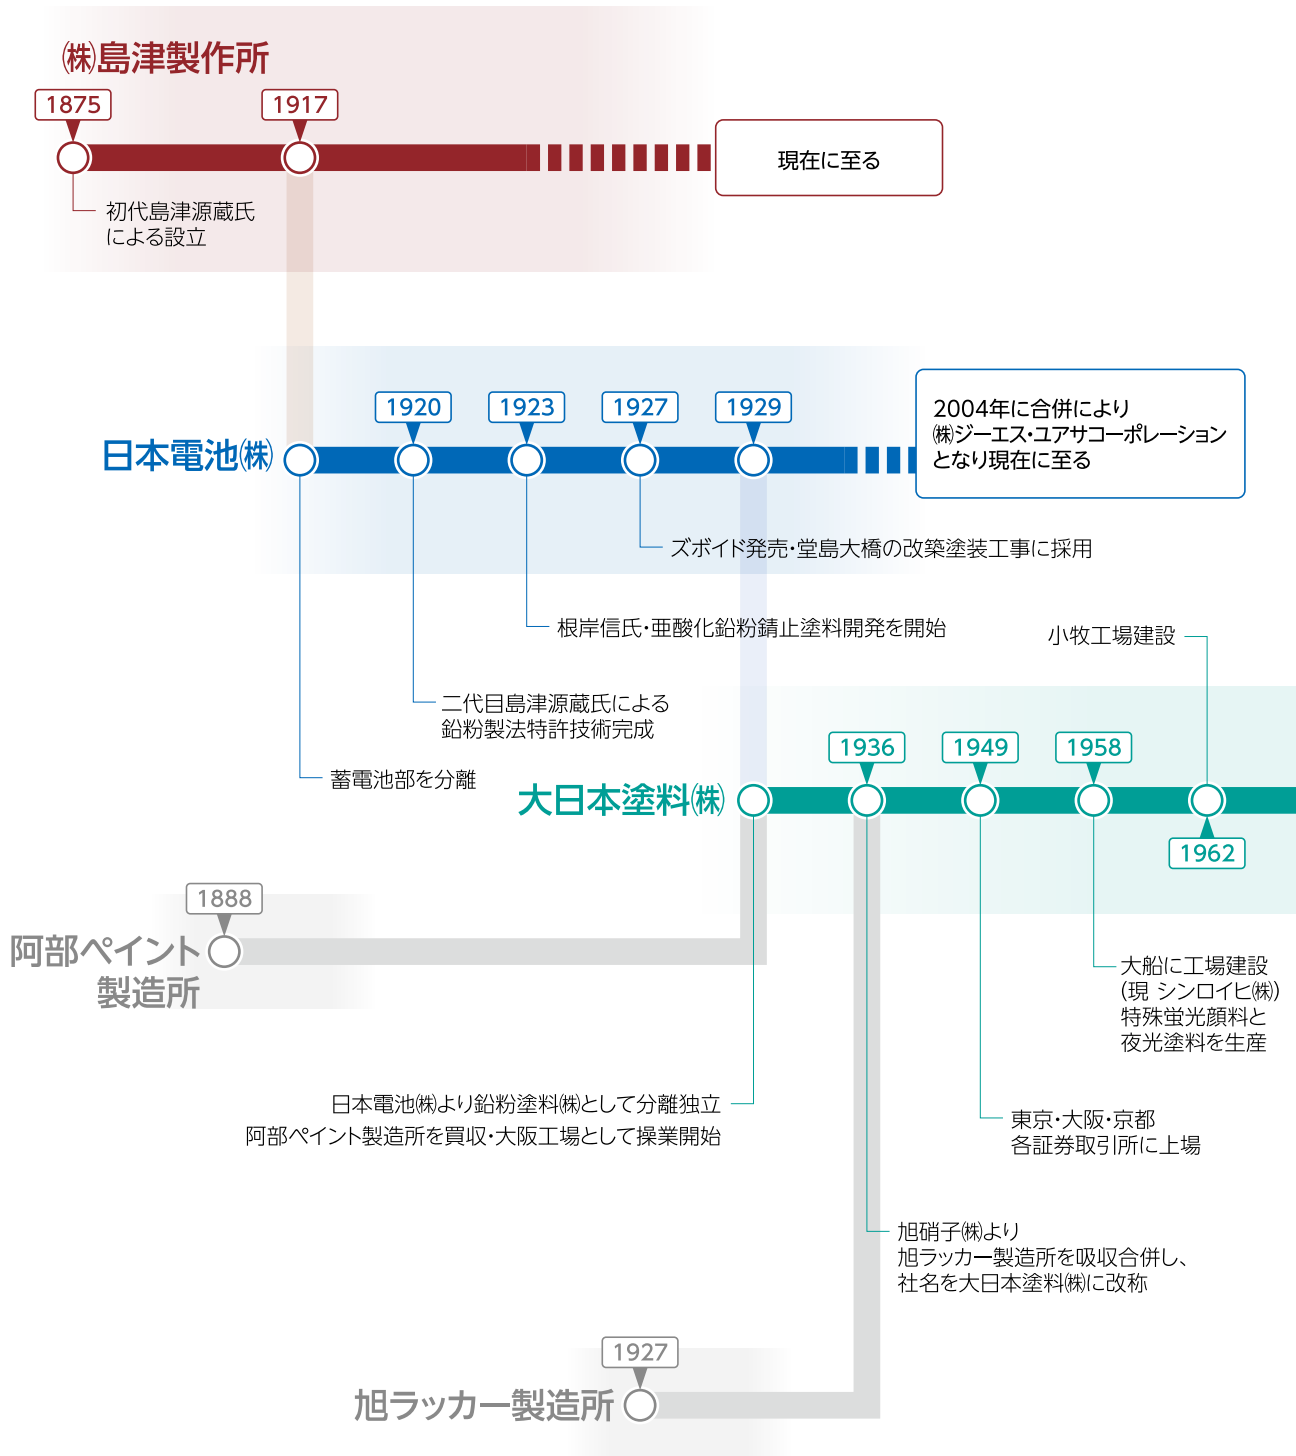 ㈱島津製作所
1875
1917
現在に至る
初代島津源蔵氏
による設立
1920
1923
1927
1929
日本電池㈱
2004年に合併により
㈱ジーエス・ユアサコーポレーション
となり現在に至る
ズボイド発売・堂島大橋の改築塗装工事に採用
根岸信氏・亜酸化鉛粉錆止塗料開発を開始
小牧工場建設
二代目島津源蔵氏による
鉛粉製法特許技術完成
蓄電池部を分離
大日本塗料㈱
1936
1949
1958
1962
1888
阿部ペイント
製造所
大船に工場建設
(現 シンロイヒ㈱)
特殊蛍光顔料と
夜光塗料を生産
日本電池㈱より鉛粉塗料㈱として分離独立
阿部ペイント製造所を買収・大阪工場として操業開始
東京・大阪・京都
各証券取引所に上場
旭硝子㈱より
旭ラッカー製造所を吸収合併し、
社名を大日本塗料㈱に改称
1927
旭ラッカー製造所